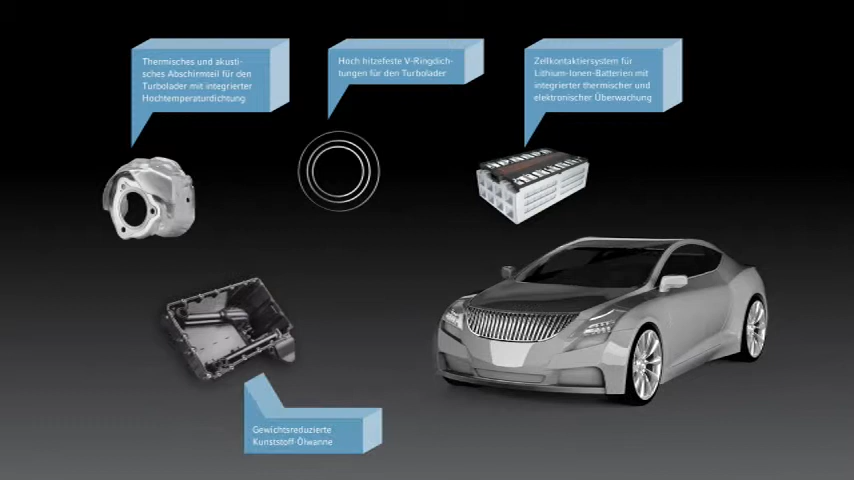 Thermisches und akusti-
sches Abschirmteil für den
Turbolader mit integrierter
Hochtemperaturdichtung
Hoch hitzefeste V-Ringdich-
tungen für den Turbolader
Zellkontaktiersystem für
Lithium-Ionen-Batterien mit
integrierter thermischer und
elektronischer Überwachung
Gewichtsreduzierte
Kunststoff-Ölwanne